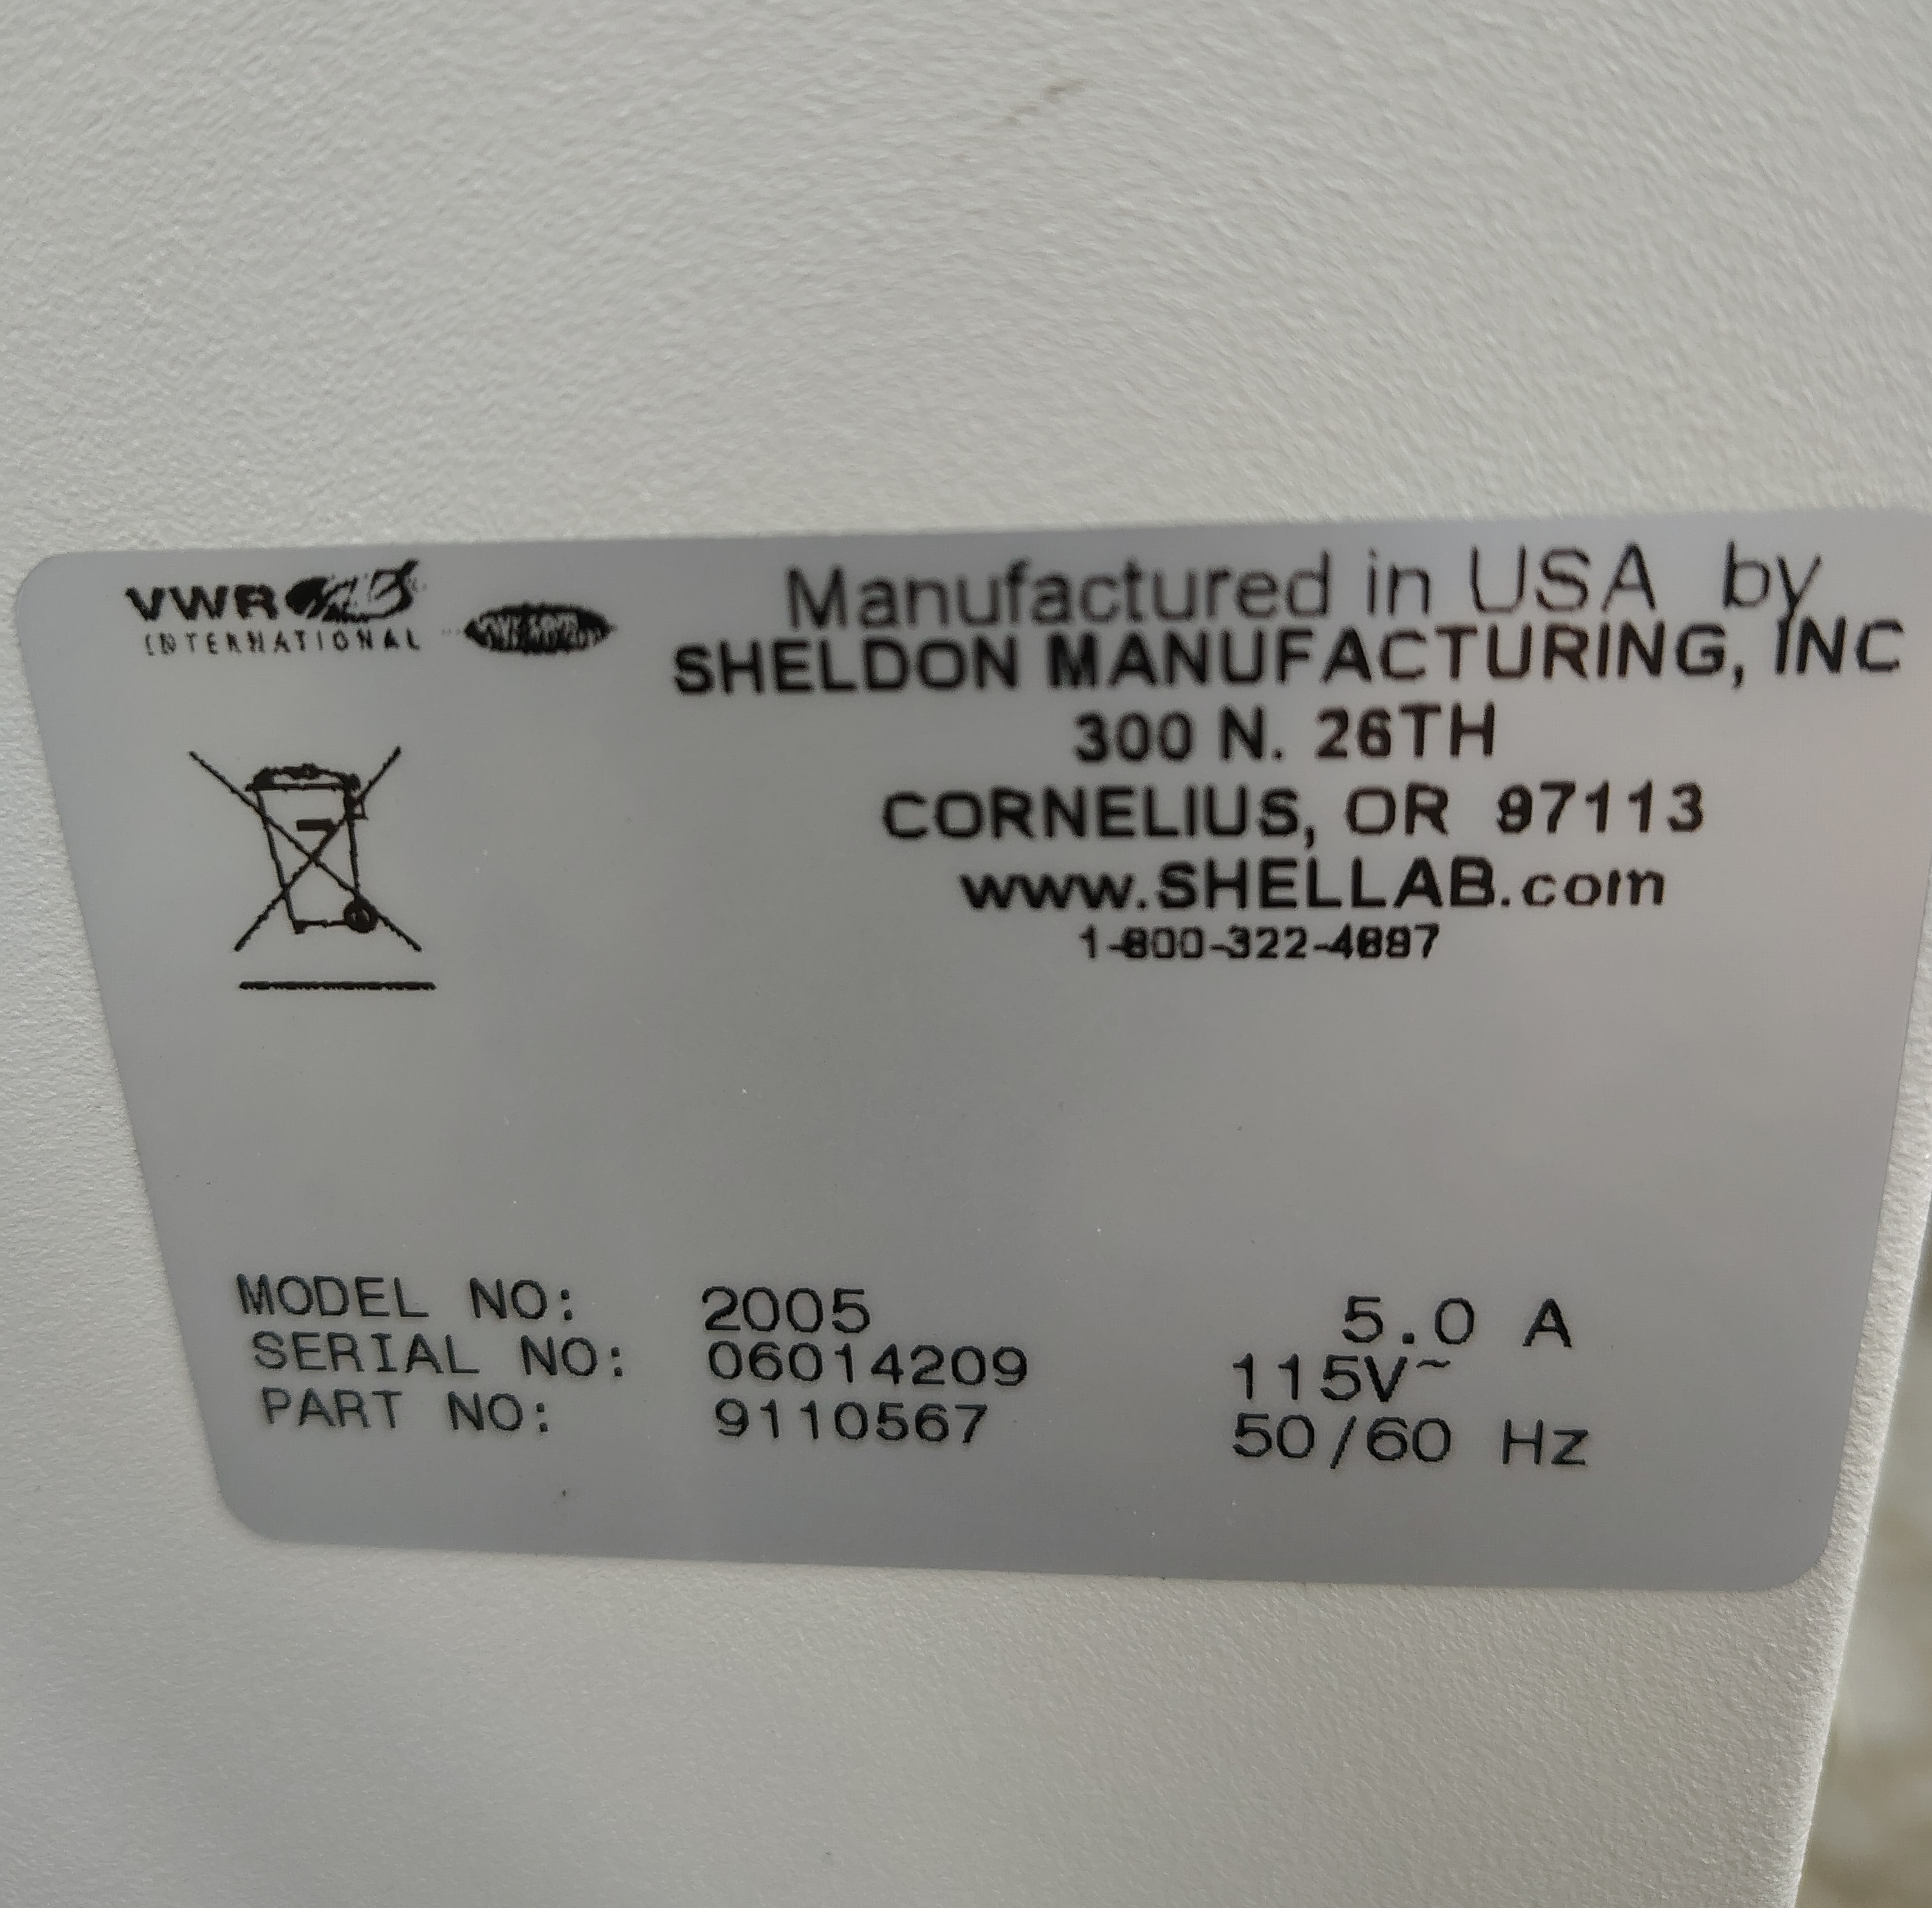 VWR
INTERNATIONAL
Manufactured in USA by
SHELDON MANUFACTURING, INC
300 N. 26TH
CORNELIUS, OR 97113
www.SHELLAB.com
1-800-322-4897
MODEL NO: 2005 5.0 A
SERIAL NO: 06014209 115V~
PART NO: 9110567 50/60 Hz